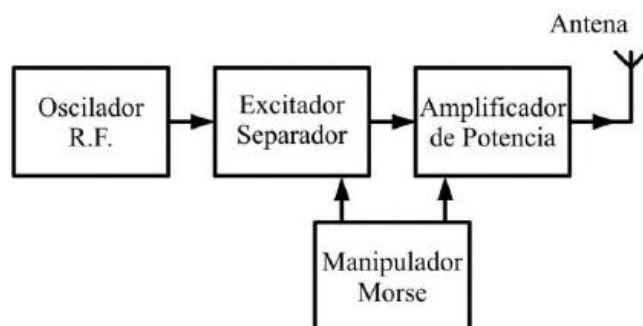 Antena
Oscilador
R.F.
Excitador
Separador
Amplificador
de Potencia
Manipulador
Morse